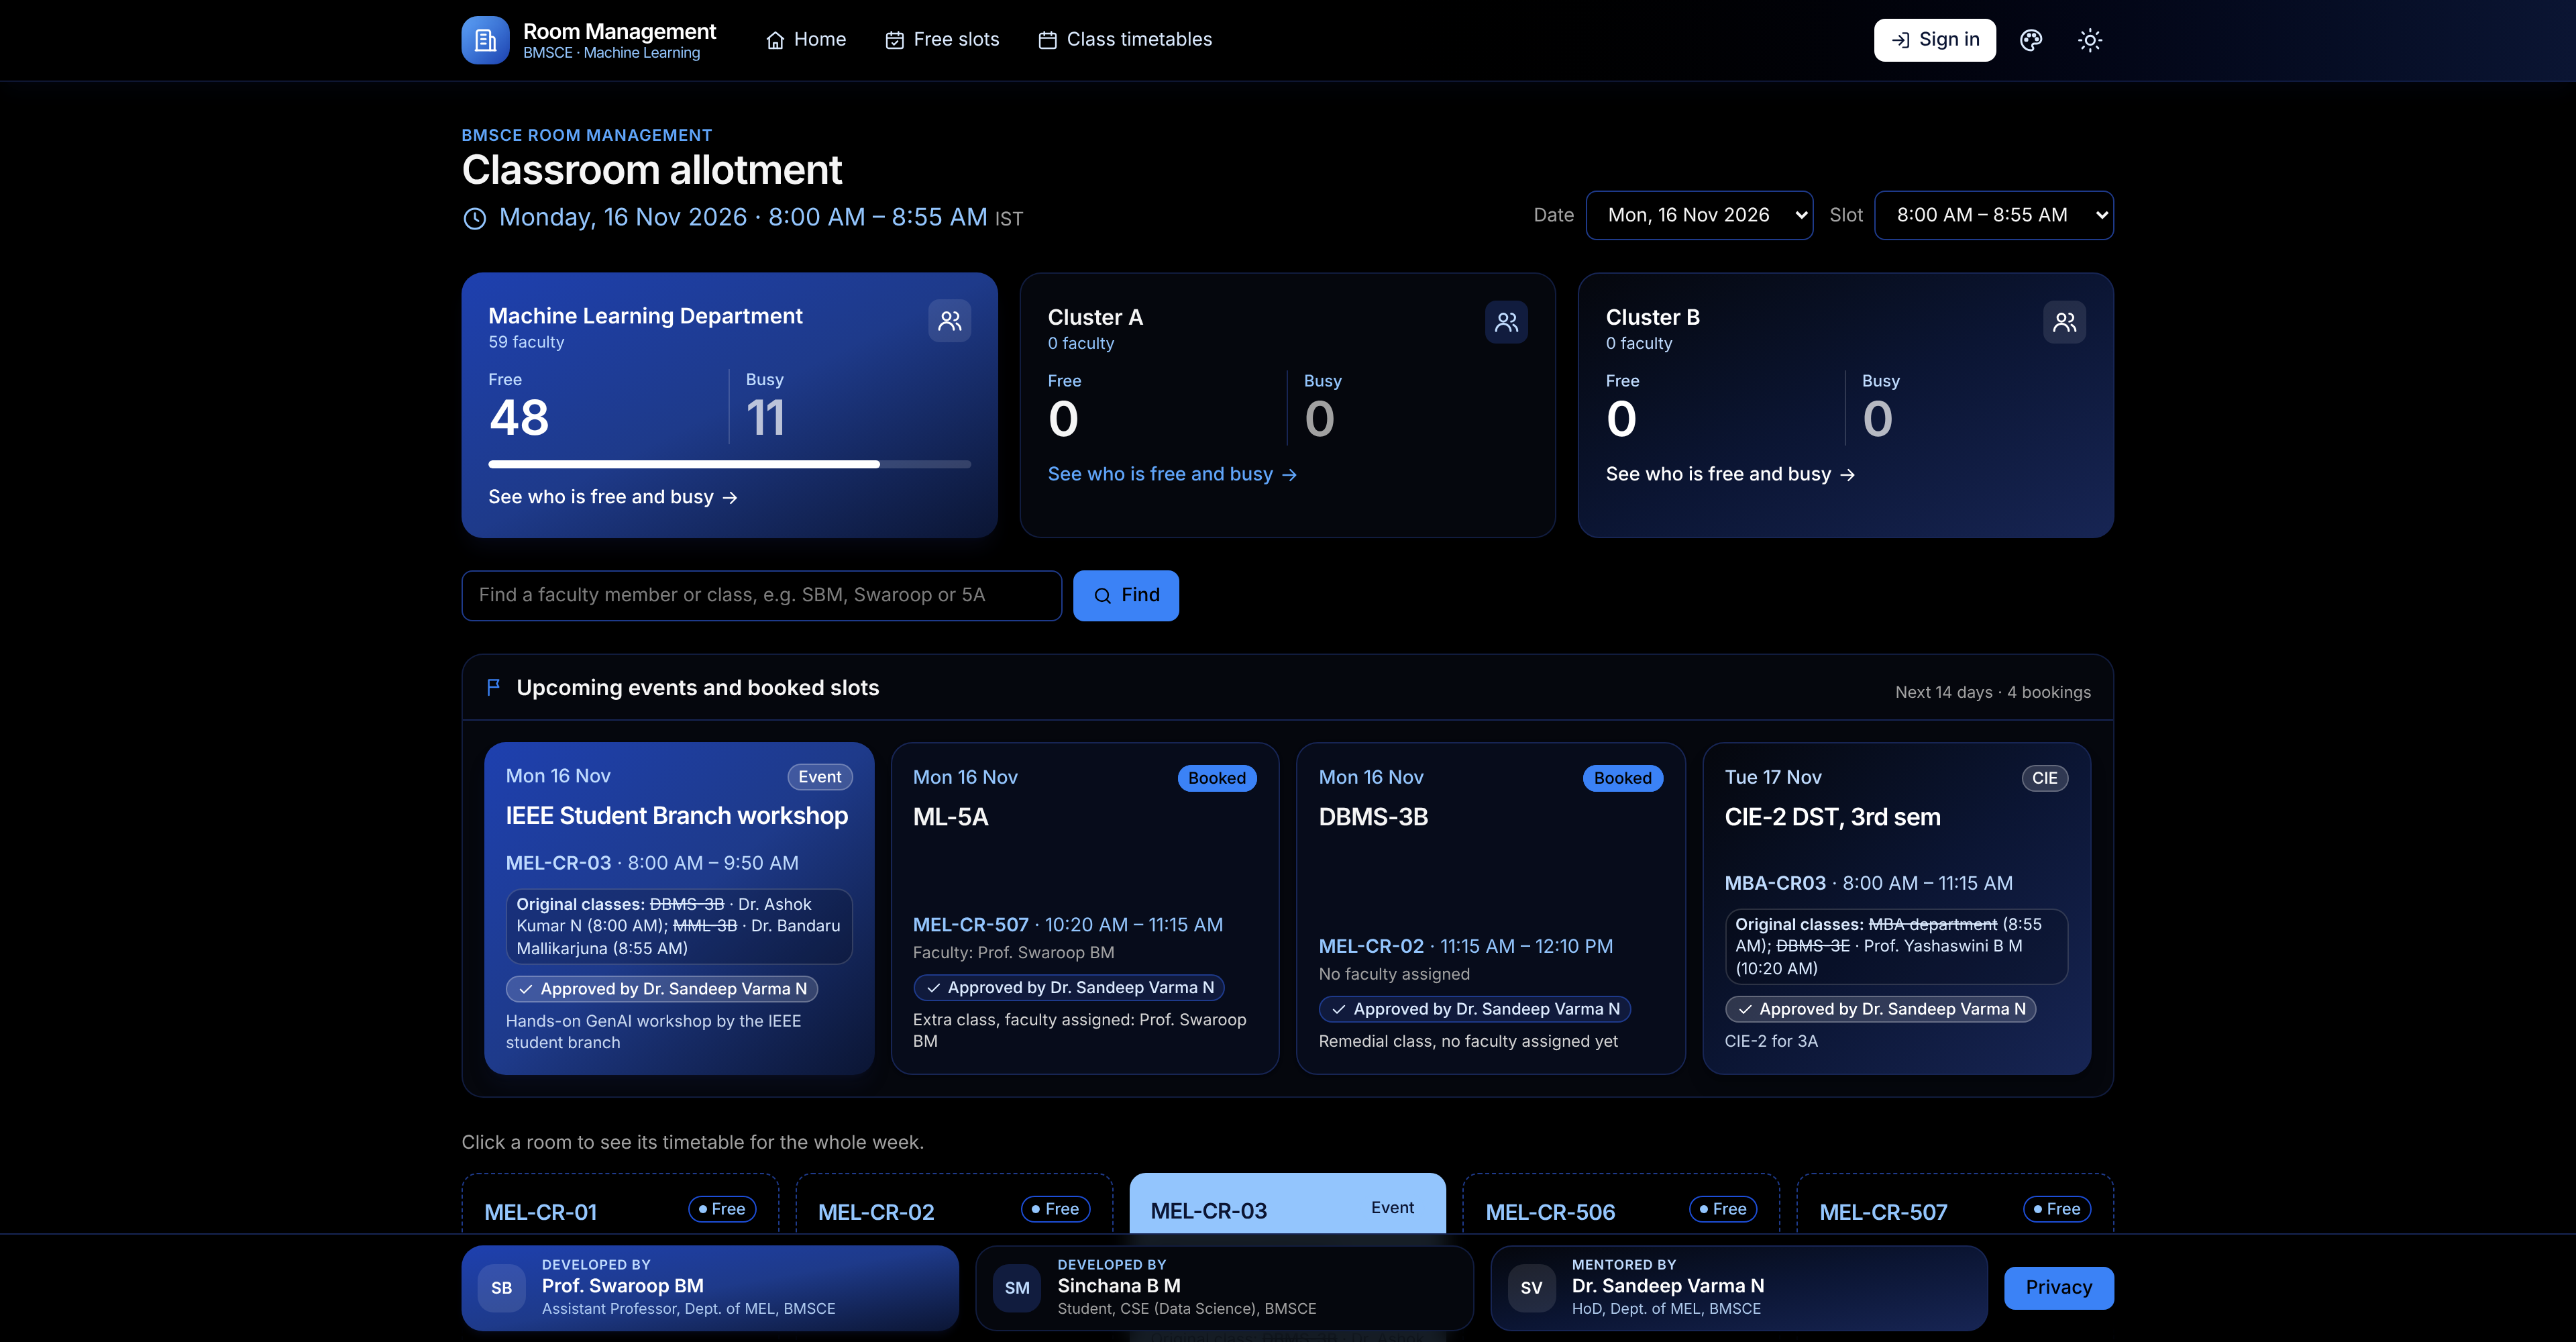 Room Management
BMSCE · Machine Learning
Home
Free slots
Class timetables
Sign in
BMSCE ROOM MANAGEMENT
Classroom allotment
Monday, 16 Nov 2026 · 8:00 AM – 8:55 AM IST
Date
Mon, 16 Nov 2026
Slot
8:00 AM – 8:55 AM
Machine Learning Department
59 faculty
Free
48
Busy
11
See who is free and busy →
Cluster A
0 faculty
Free
0
Busy
0
See who is free and busy →
Cluster B
0 faculty
Free
0
Busy
0
See who is free and busy →
Find a faculty member or class, e.g. SBM, Swaroop or 5A
Find
Upcoming events and booked slots
Next 14 days · 4 bookings
Mon 16 Nov
Event
IEEE Student Branch workshop
MEL-CR-03 · 8:00 AM – 9:50 AM
Original classes: DBMS-3B · Dr. Ashok
Kumar N (8:00 AM); MML-3B · Dr. Bandaru
Mallikarjuna (8:55 AM)
Approved by Dr. Sandeep Varma N
Hands-on GenAI workshop by the IEEE
student branch
Mon 16 Nov
Booked
ML-5A
MEL-CR-507 · 10:20 AM – 11:15 AM
Faculty: Prof. Swaroop BM
Approved by Dr. Sandeep Varma N
Extra class, faculty assigned: Prof. Swaroop
BM
Mon 16 Nov
Booked
DBMS-3B
MEL-CR-02 · 11:15 AM – 12:10 PM
No faculty assigned
Approved by Dr. Sandeep Varma N
Remedial class, no faculty assigned yet
Tue 17 Nov
CIE
CIE-2 DST, 3rd sem
MBA-CR03 · 8:00 AM – 11:15 AM
Original classes: MBA department (8:55
AM); DBMS-3E · Prof. Yashaswini B M
(10:20 AM)
Approved by Dr. Sandeep Varma N
CIE-2 for 3A
Click a room to see its timetable for the whole week.
MEL-CR-01
Free
MEL-CR-02
Free
MEL-CR-03
Event
MEL-CR-506
Free
MEL-CR-507
Free
SB
DEVELOPED BY
Prof. Swaroop BM
Assistant Professor, Dept. of MEL, BMSCE
SM
DEVELOPED BY
Sinchana B M
Student, CSE (Data Science), BMSCE
SV
MENTORED BY
Dr. Sandeep Varma N
HoD, Dept. of MEL, BMSCE
Privacy